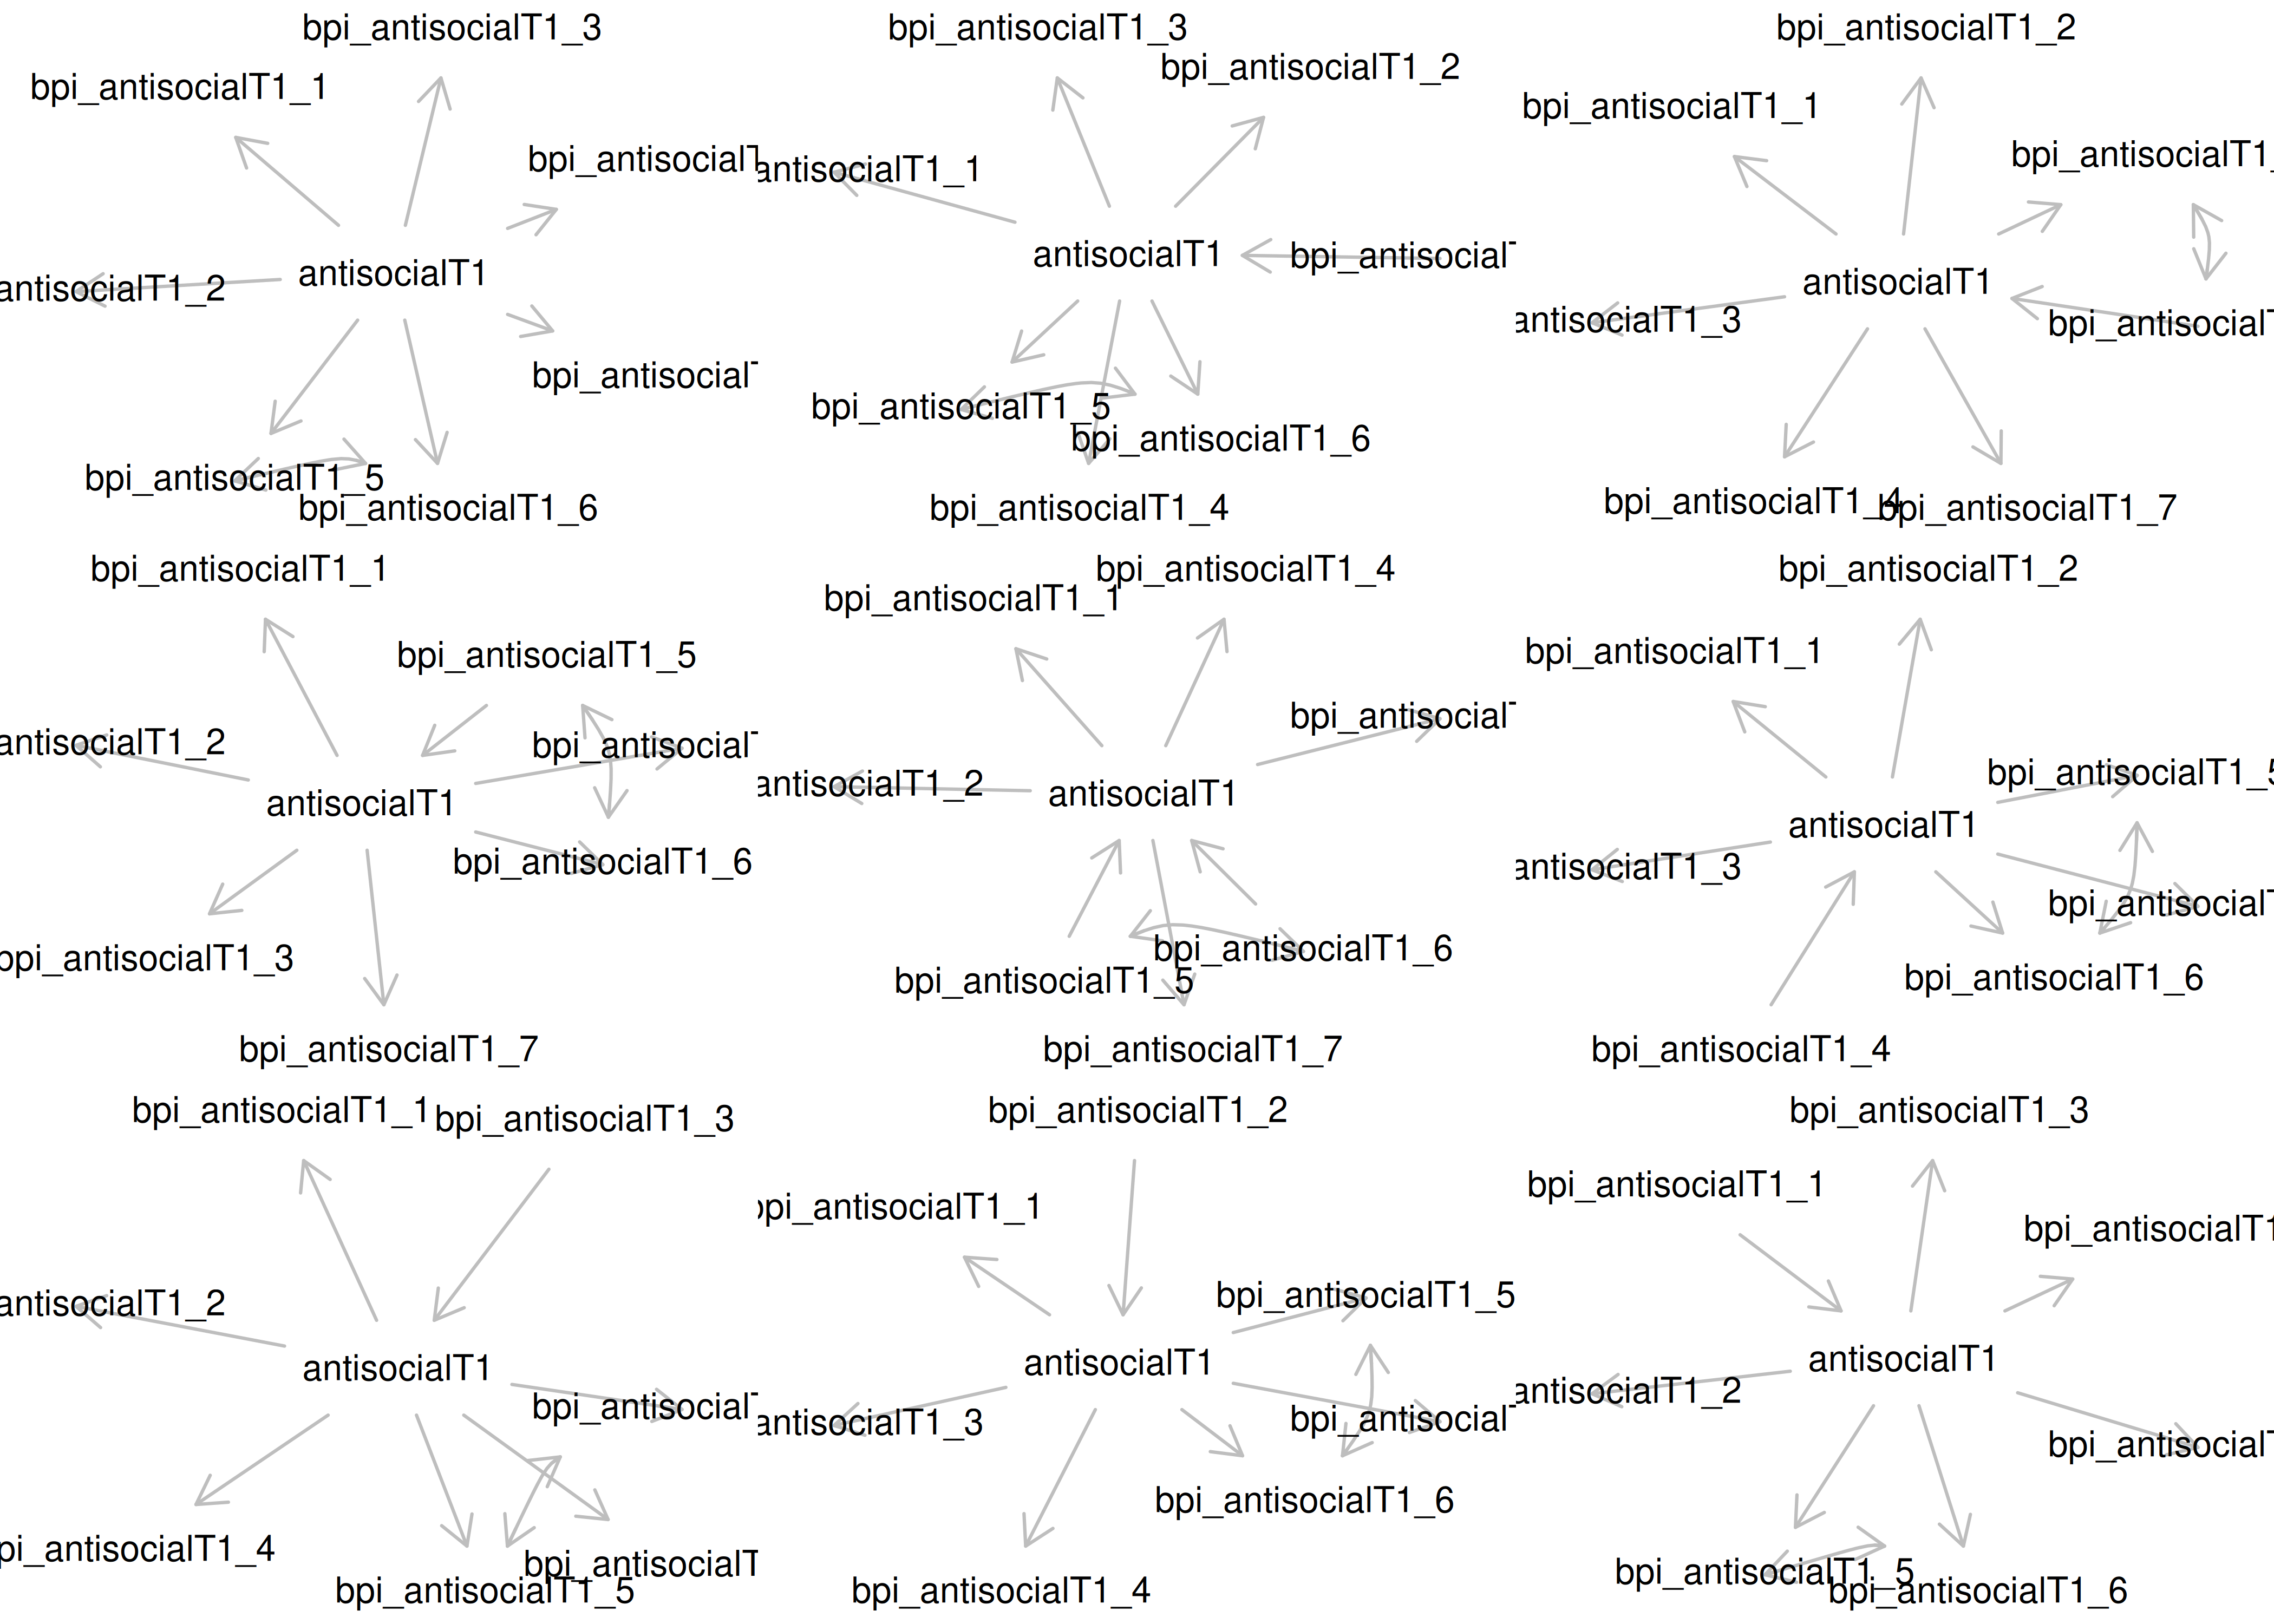 bpi_antisocialT1_3
bpi_antisocialT1_1
bpi_antisocialT
antisocialT1
antisocialT1_2
bpi_antisocial
bpi_antisocialT1_5
bpi_antisocialT1_6
bpi_antisocialT1_3
bpi_antisocialT1_2
antisocialT1_1
antisocialT1
bpi_antisocial
bpi_antisocialT1_5
bpi_antisocialT1_6
bpi_antisocialT1_4
bpi_antisocialT1_2
bpi_antisocialT1_1
bpi_antisocialT1_
antisocialT1
antisocialT1_3
bpi_antisocial
bpi_antisocialT1_4
bpi_antisocialT1_7
bpi_antisocialT1_1
bpi_antisocialT1_5
antisocialT1_2
bpi_antisocial
antisocialT1
bpi_antisocialT1_6
bpi_antisocialT1_3
bpi_antisocialT1_7
bpi_antisocialT1_4
bpi_antisocialT1_1
bpi_antisocial
antisocialT1_2
antisocialT1
bpi_antisocialT1_6
bpi_antisocialT1_5
bpi_antisocialT1_7
bpi_antisocialT1_2
bpi_antisocialT1_1
bpi_antisocialT1_5
antisocialT1
antisocialT1_3
bpi_antisocial
bpi_antisocialT1_6
bpi_antisocialT1_4
bpi_antisocialT1_1
bpi_antisocialT1_3
antisocialT1_2
antisocialT1
bpi_antisocial
pi_antisocialT1_4
bpi_antisocialT
bpi_antisocialT1_5
bpi_antisocialT1_2
bpi_antisocialT1_1
bpi_antisocialT1_5
antisocialT1
antisocialT1_3
bpi_antisocial
bpi_antisocialT1_6
bpi_antisocialT1_4
bpi_antisocialT1_3
bpi_antisocialT1_1
bpi_antisocialT1
antisocialT1
antisocialT1_2
bpi_antisocial
bpi_antisocialT1_5
bpi_antisocialT1_6